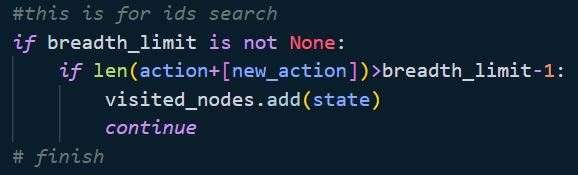 #this is for ids search
if breadth_limit is not None:
    if len(action+[new_action])>breadth_limit-1:
        visited_nodes.add(state)
        continue
# finish